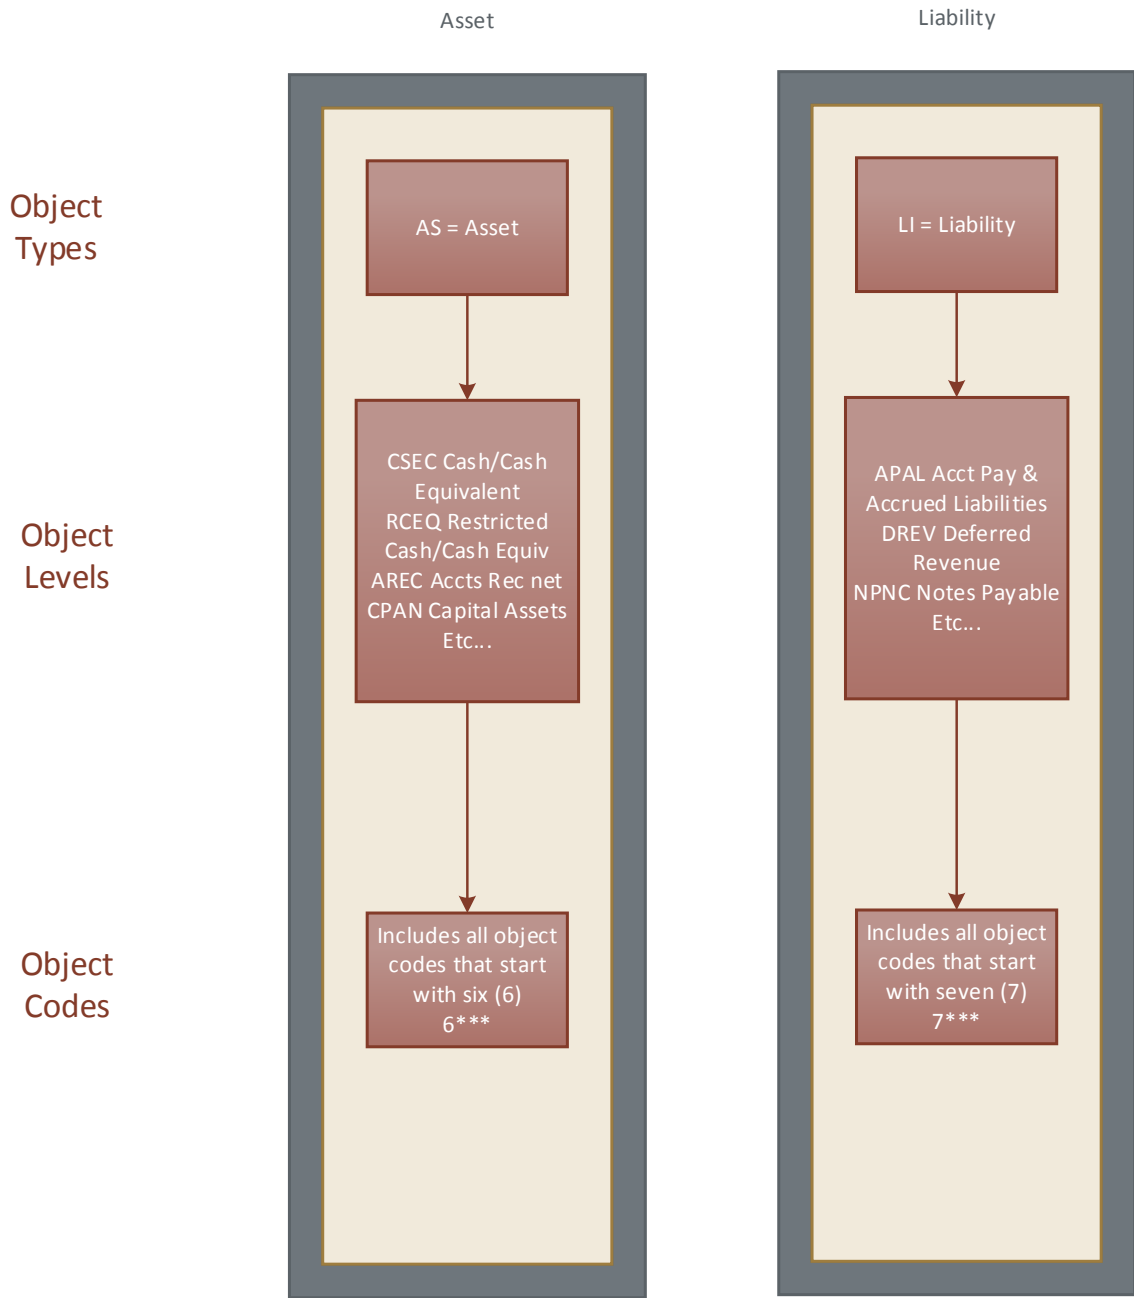 Asset
Liability
Object
Types
AS = Asset
LI = Liability
Object
Levels
CSEC Cash/Cash
Equivalent
RCEQ Restricted
Cash/Cash Equiv
AREC Accts Rec net
CPAN Capital Assets
Etc...
APAL Acct Pay &
Accrued Liabilities
DREV Deferred
Revenue
NPNC Notes Payable
Etc...
Object
Codes
Includes all object
codes that start
with six (6)
6***
Includes all object
codes that start
with seven (7)
7***